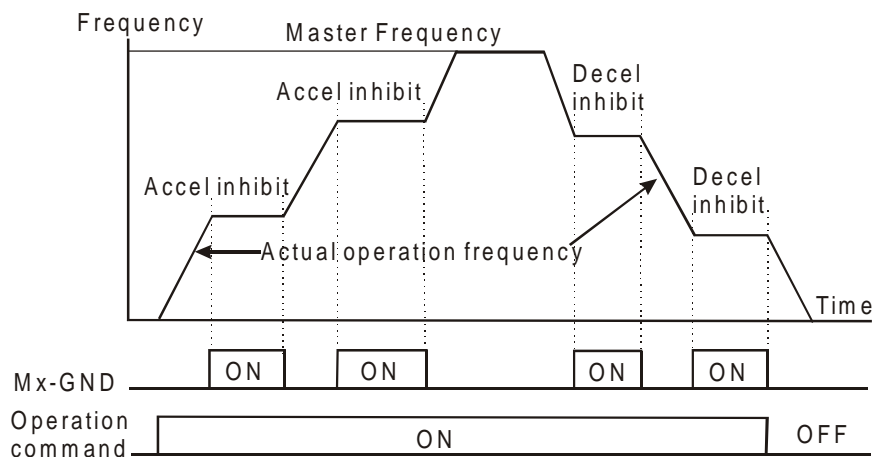 Frequency
Master Frequency
Accel inhibit
Decel
inhibit
Accel inhibit
Decel
inhibit
Actual operation frequency
Time
Mx-GND
ON
ON
ON
ON
Operation
command
ON
OFF